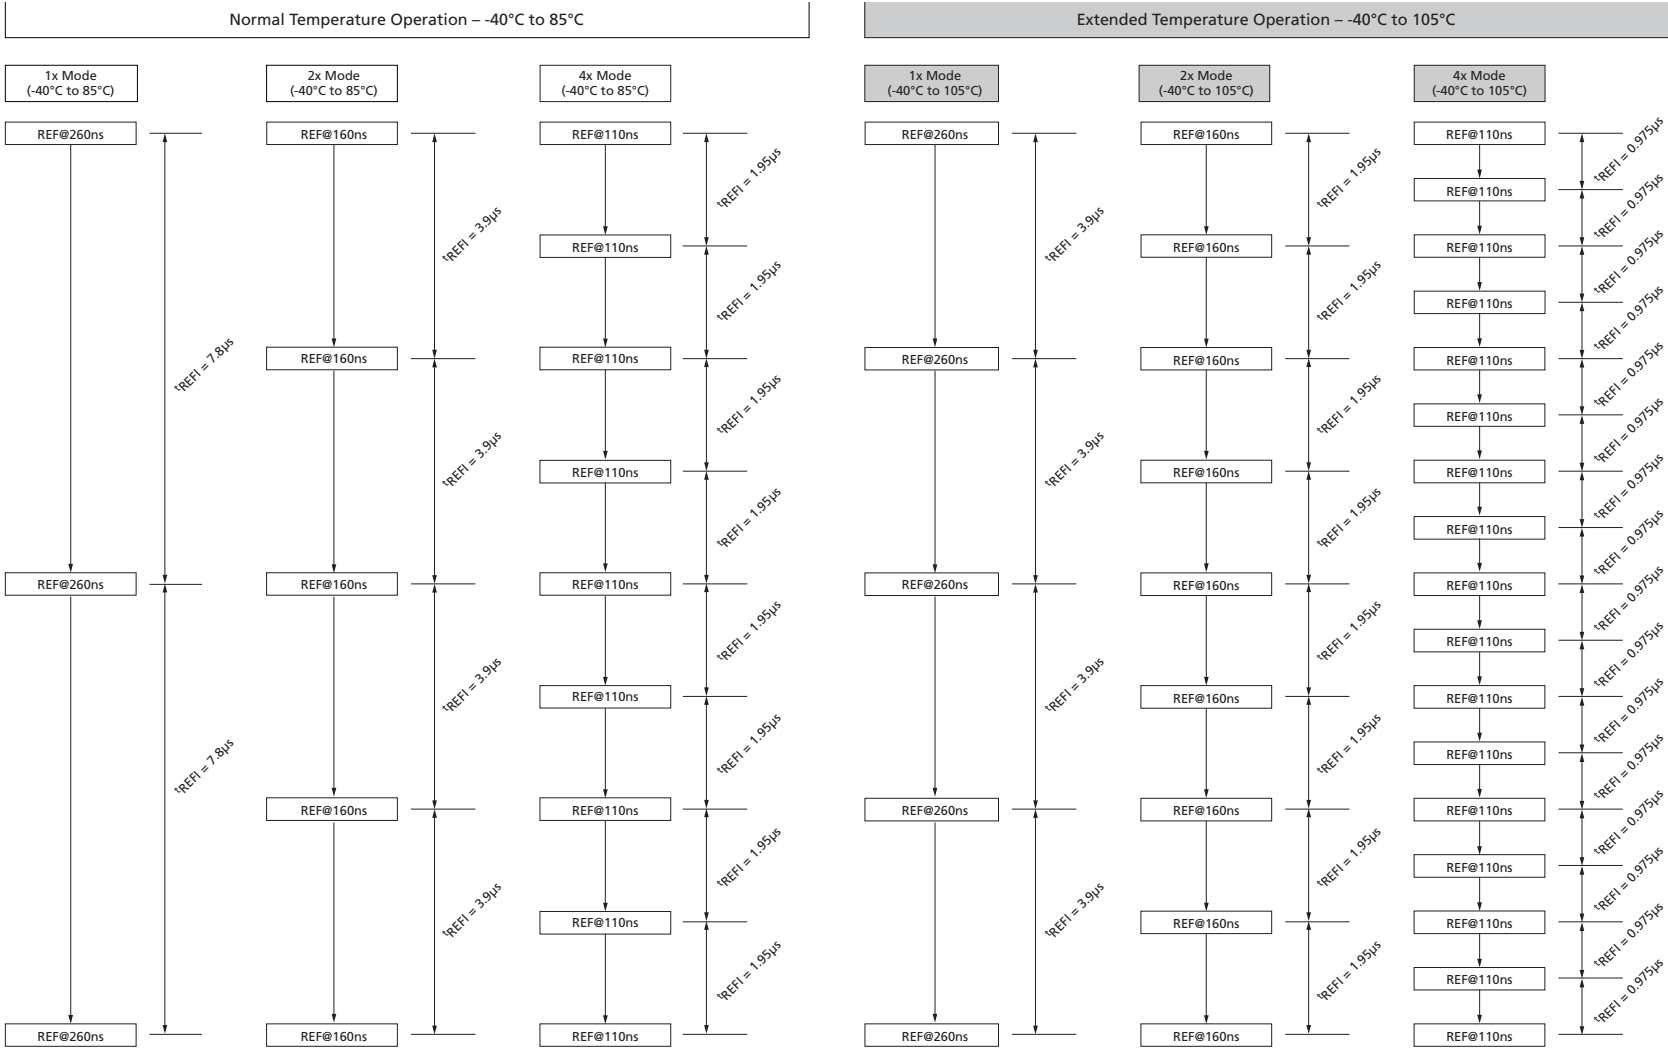 Normal Temperature Operation – -40°C to 85°C
1x Mode
(-40°C to 85°C)
REF@260ns
tREFI = 7.8μs
REF@260ns
tREFI = 7.8μs
REF@260ns
2x Mode
(-40°C to 85°C)
REF@160ns
tREFI = 3.9μs
REF@160ns
tREFI = 3.9μs
REF@160ns
tREFI = 3.9μs
REF@160ns
tREFI = 3.9μs
REF@160ns
4x Mode
(-40°C to 85°C)
REF@110ns
tREFI = 1.95μs
REF@110ns
tREFI = 1.95μs
REF@110ns
tREFI = 1.95μs
REF@110ns
tREFI = 1.95μs
REF@110ns
tREFI = 1.95μs
REF@110ns
tREFI = 1.95μs
REF@110ns
tREFI = 1.95μs
REF@110ns
tREFI = 1.95μs
REF@110ns
Extended Temperature Operation – -40°C to 105°C
1x Mode
(-40°C to 105°C)
REF@260ns
tREFI = 3.9μs
REF@260ns
tREFI = 3.9μs
REF@260ns
tREFI = 3.9μs
REF@260ns
tREFI = 3.9μs
REF@260ns
2x Mode
(-40°C to 105°C)
REF@160ns
tREFI = 1.95μs
REF@160ns
tREFI = 1.95μs
REF@160ns
tREFI = 1.95μs
REF@160ns
tREFI = 1.95μs
REF@160ns
tREFI = 1.95μs
REF@160ns
tREFI = 1.95μs
REF@160ns
tREFI = 1.95μs
REF@160ns
tREFI = 1.95μs
REF@160ns
4x Mode
(-40°C to 105°C)
REF@110ns
tREFI = 0.975μs
REF@110ns
tREFI = 0.975μs
REF@110ns
tREFI = 0.975μs
REF@110ns
tREFI = 0.975μs
REF@110ns
tREFI = 0.975μs
REF@110ns
tREFI = 0.975μs
REF@110ns
tREFI = 0.975μs
REF@110ns
tREFI = 0.975μs
REF@110ns
tREFI = 0.975μs
REF@110ns
tREFI = 0.975μs
REF@110ns
tREFI = 0.975μs
REF@110ns
tREFI = 0.975μs
REF@110ns
tREFI = 0.975μs
REF@110ns
tREFI = 0.975μs
REF@110ns
tREFI = 0.975μs
REF@110ns
tREFI = 0.975μs
REF@110ns